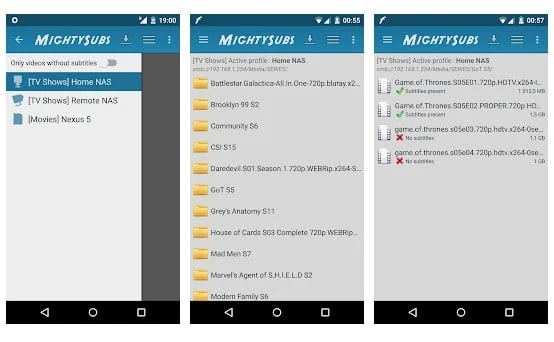 19:00
MIGHTYSUBS
Only videos without subtitles
[TV Shows] Home NAS
[TV Shows] Remote NAS
[Movies] Nexus 5
00:55
MIGHTYSUBS
[TV Shows] Active profile : Home NAS
smb://192.168.1.254/Media/SERIES/
Battlestar Galactica-All.In.One-720p.bluray.x2...
Brooklyn 99 S2
Community S6
CSI S15
Daredevil.S01 Season.1.720p.WEBRip.x264-S...
GoT S5
Grey's Anatomy S11
House of Cards S03 Complete 720p WEBRip...
Mad Men S7
Marvel's Agent of S.H.I.E.L.D S2
Modern Family S6
00:57
MIGHTYSUBS
[TV Shows] Active profile : Home NAS
smb://192.168.1.254/Media/SERIES/GoT S5/
Game.of.Thrones.S05E01.720p.HDTV.x264-0...
Subtitles present
1 013,5 MB
Game.of.Thrones.S05E02.PROPER.720p.HD...
Subtitles present
1,5 GB
game.of.thrones.s05e03.720p.hdtv.x264-0se...
No subtitles
1,1 GB
game.of.thrones.s05e04.720p.hdtv.x264-0se...
No subtitles
1 GB